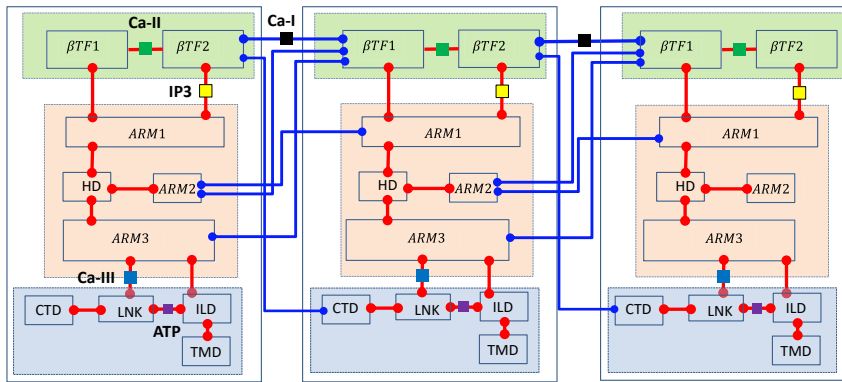 Ca-II
Ca-I
βTF1
βTF2
IP3
ARM1
HD
ARM2
ARM3
Ca-III
CTD
LNK
ILD
ATP
TMD
βTF1
βTF2
ARM1
HD
ARM2
ARM3
CTD
LNK
ILD
TMD
βTF1
βTF2
ARM1
HD
ARM2
ARM3
CTD
LNK
ILD
TMD